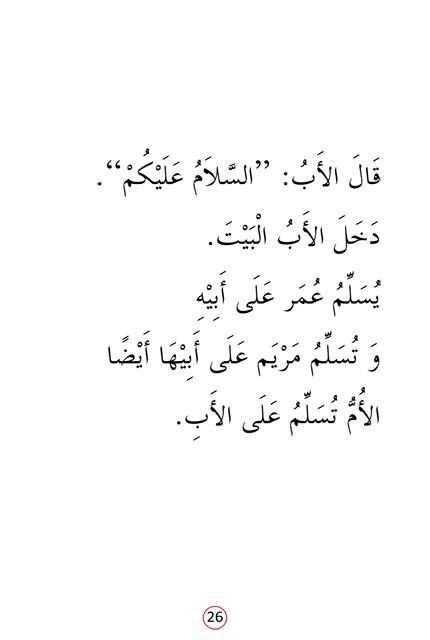 قَالَ الأَبُ: ’’السَّلاَمُ عَلَيْكُمْ‘‘.
دَخَلَ الأَبُ الْبَيْتَ.
يُسَلِّمُ عُمَر عَلَى أَبِيْهِ
وَ تُسَلِّمُ مَرْيَم عَلَى أَبِيْهَا أَيْضًا
الأُمُّ تُسَلِّمُ عَلَى الأَبِ.
26